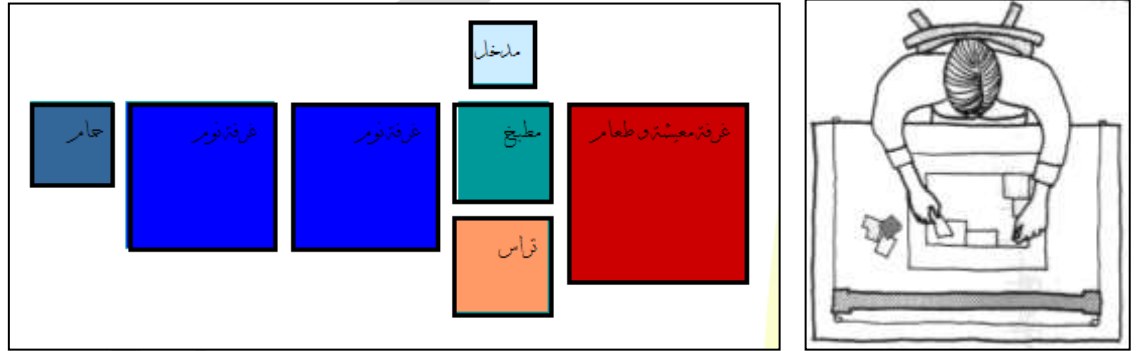 مدخل
غرفة معيشة و طعام
مطبخ
غرفة نوم
غرفة نوم
حمام
تراس